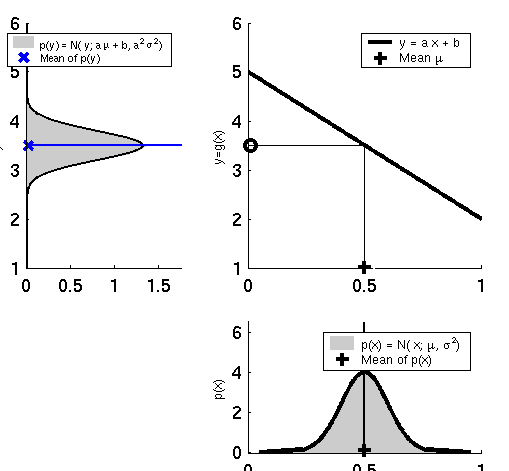 6
p(y) = N( y; a μ + b, a² σ²)
Mean of p(y)
5
4
3
2
1
0 0.5 1 1.5
6
y = a x + b
Mean μ
5
4
y=g(x)
3
2
1
0 0.5 1
6
p(x) = N( x; μ, σ²)
Mean of p(x)
4
p(x)
2
0
0 0.5 1